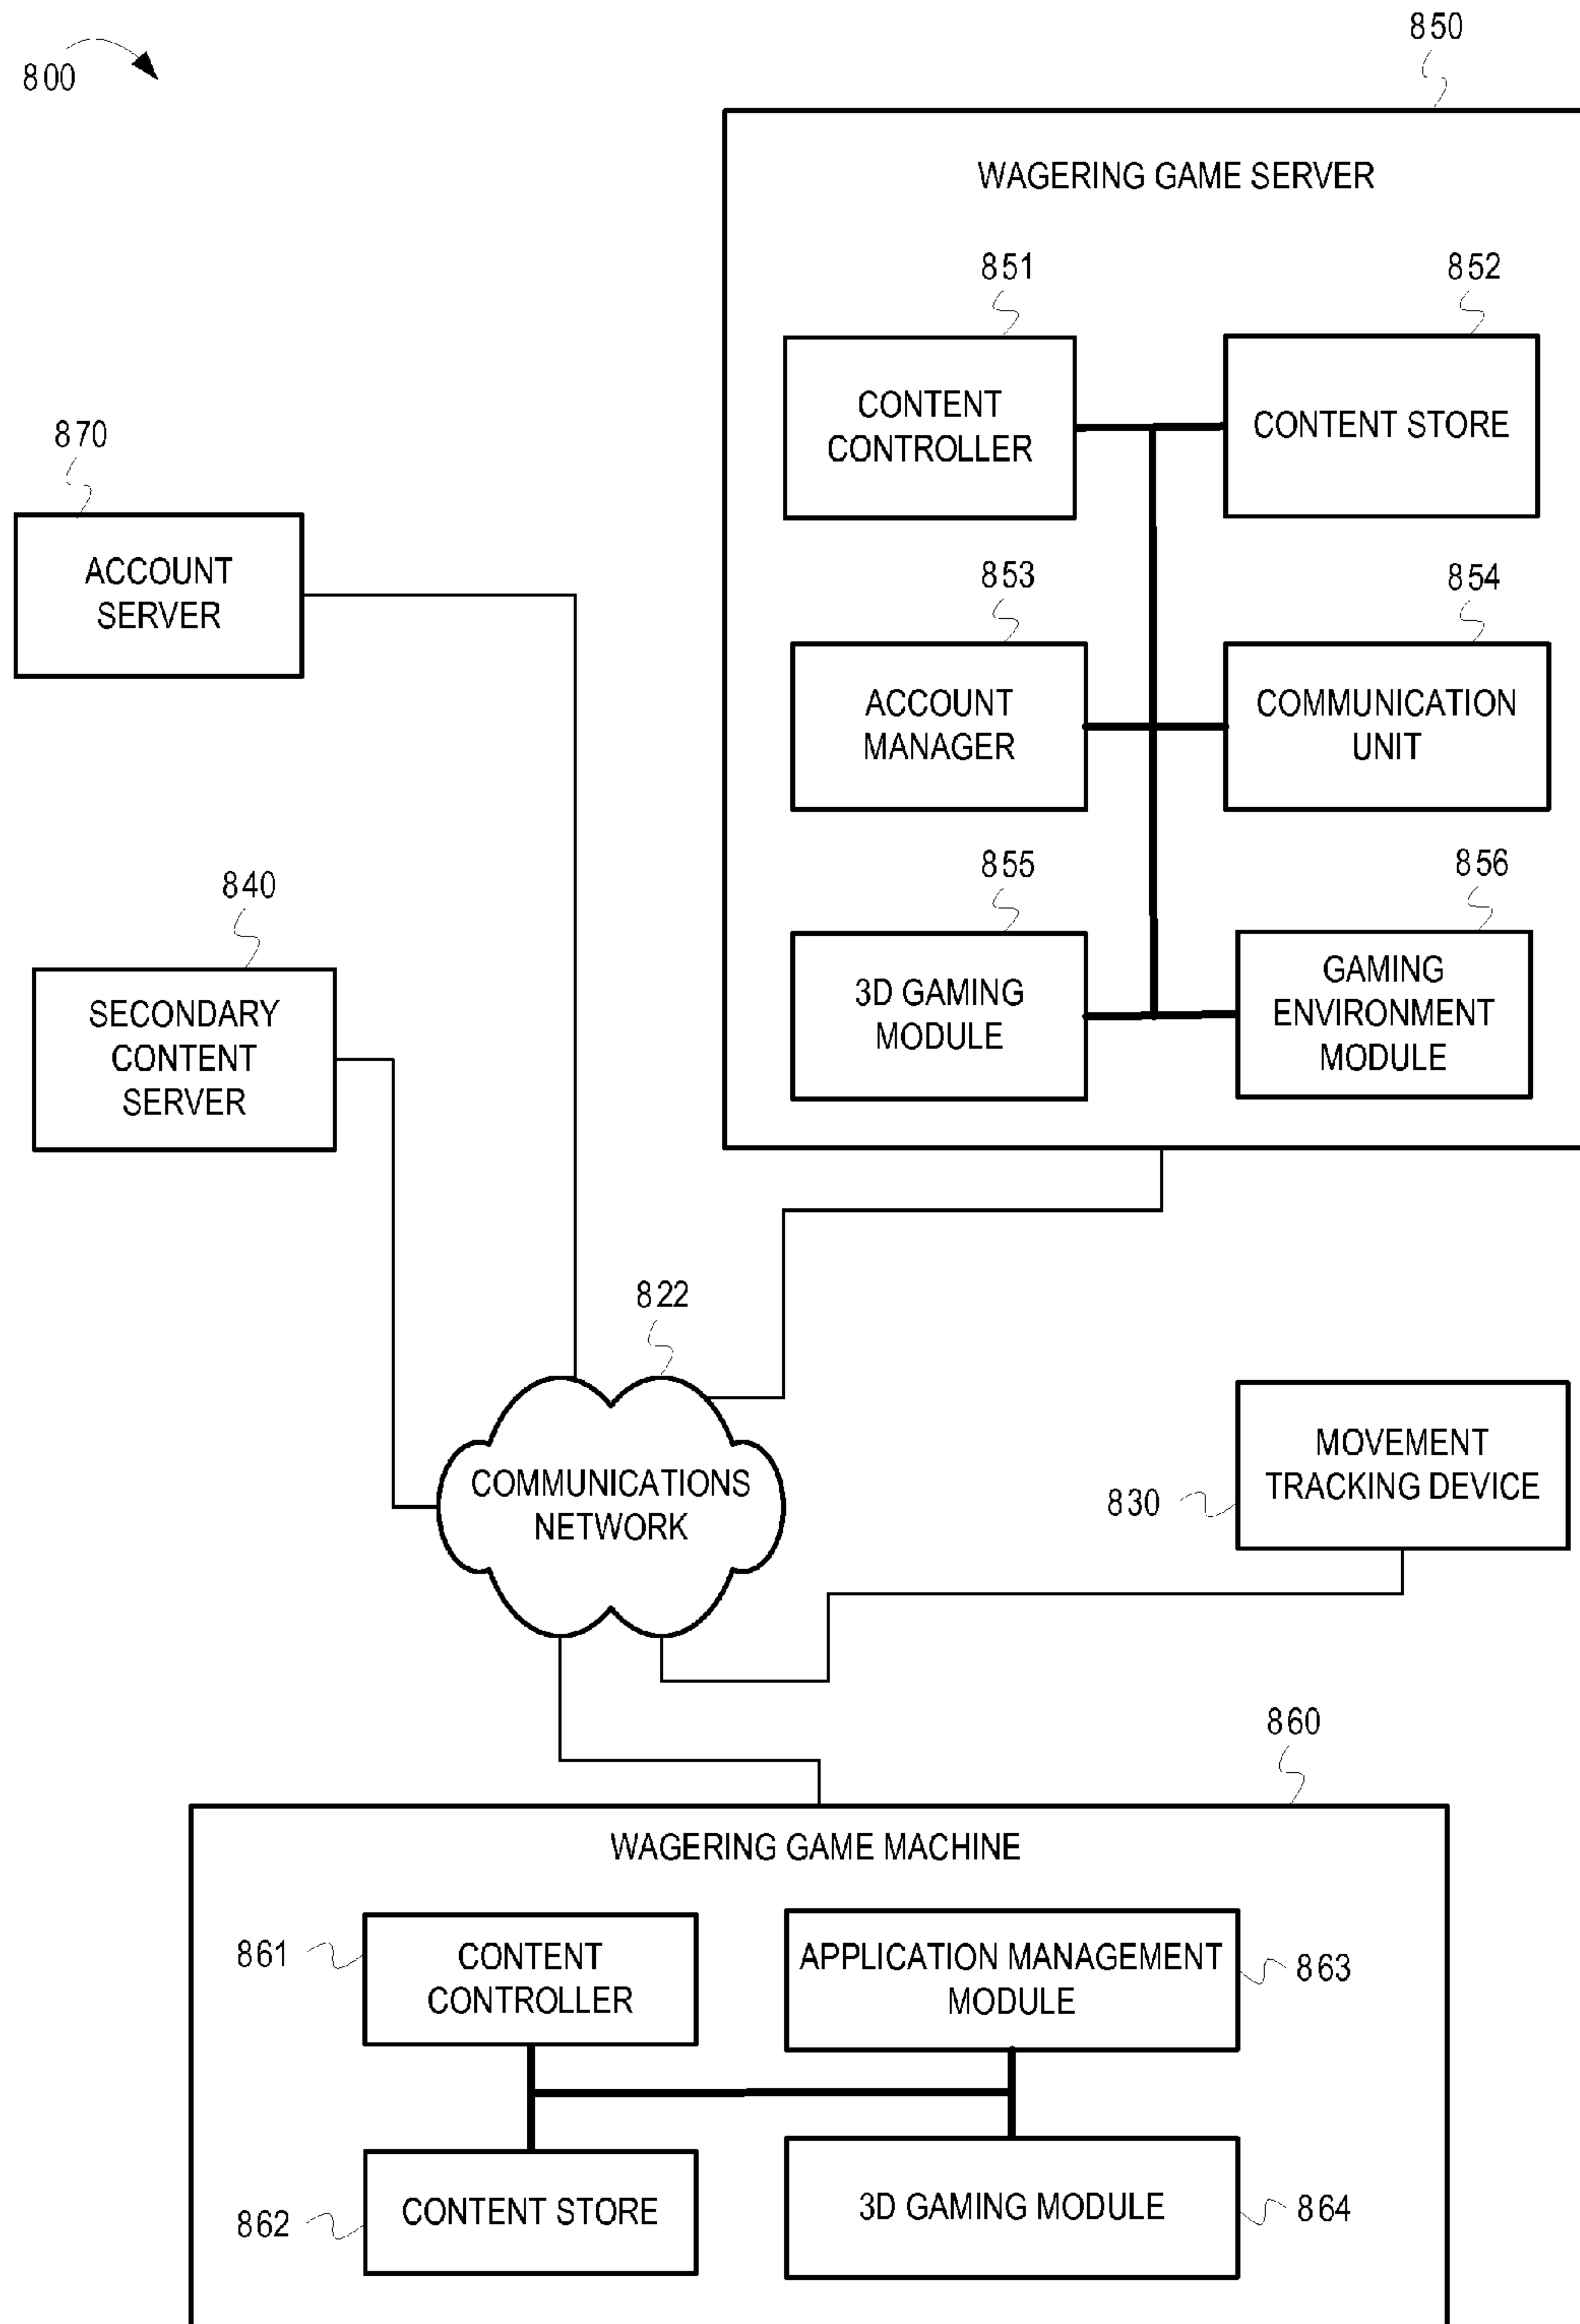 800
850
WAGERING GAME SERVER
851
852
CONTENT
CONTROLLER
CONTENT STORE
870
ACCOUNT
SERVER
853
854
ACCOUNT
MANAGER
COMMUNICATION
UNIT
840
SECONDARY
CONTENT
SERVER
855
856
3D GAMING
MODULE
GAMING
ENVIRONMENT
MODULE
822
COMMUNICATIONS
NETWORK
830
MOVEMENT
TRACKING DEVICE
860
WAGERING GAME MACHINE
861
CONTENT
CONTROLLER
APPLICATION MANAGEMENT
MODULE
863
862
CONTENT STORE
3D GAMING MODULE
864